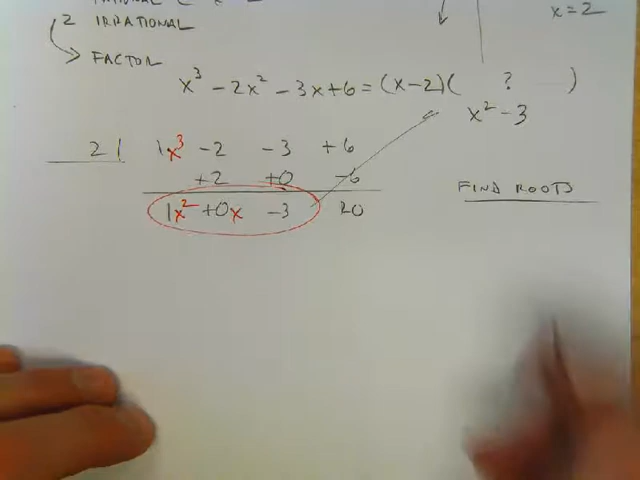 x = 2
2 IRRATIONAL
FACTOR
x³ - 2x² - 3x + 6 = (x - 2)( ? )
x² - 3
2 | 1x³ - 2 - 3 + 6
+2 +0 -6
1x² + 0x - 3 20
FIND ROOTS